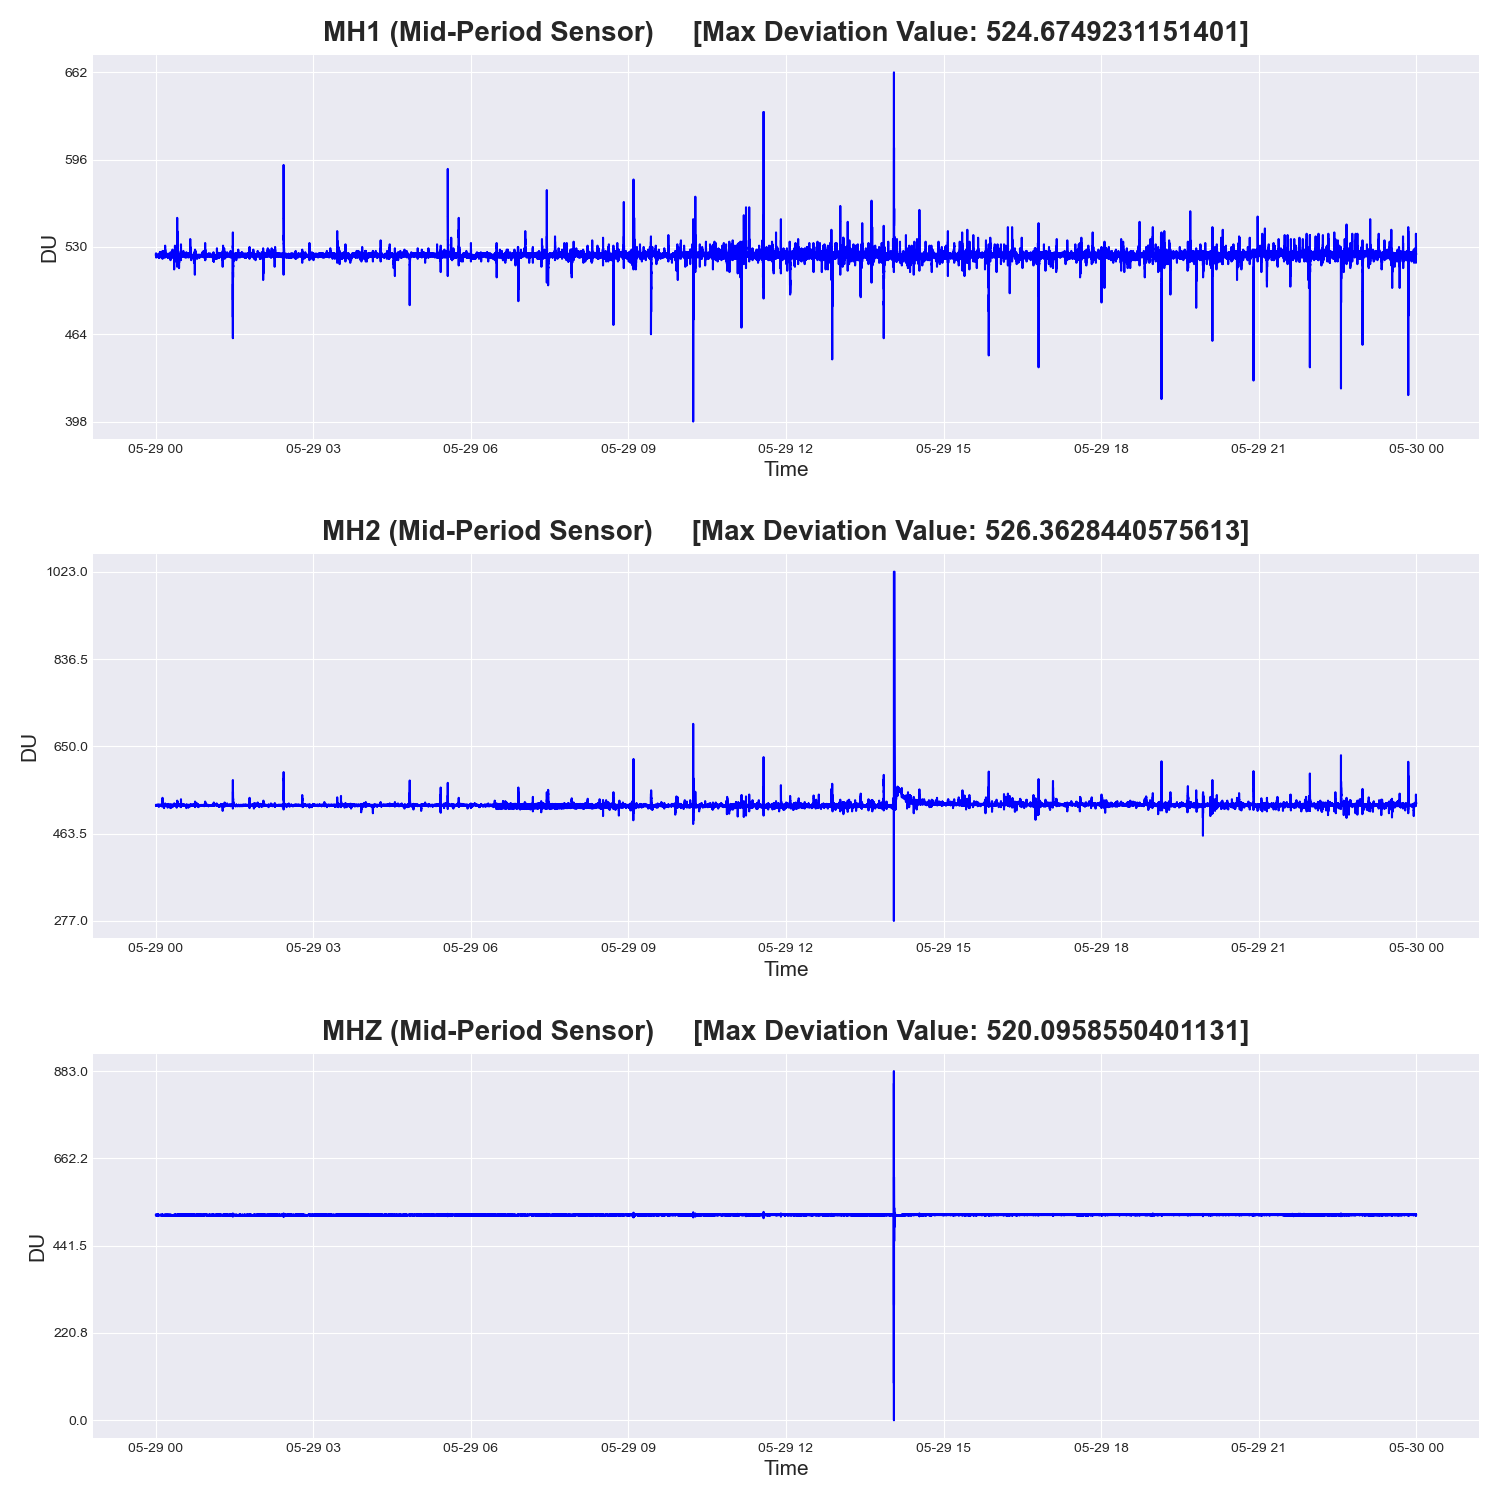 MH1 (Mid-Period Sensor) [Max Deviation Value: 524.6749231151401]
662
596
530
464
398
DU
05-29 00 05-29 03 05-29 06 05-29 09 05-29 12 05-29 15 05-29 18 05-29 21 05-30 00
Time
MH2 (Mid-Period Sensor) [Max Deviation Value: 526.3628440575613]
1023.0
836.5
650.0
463.5
277.0
DU
05-29 00 05-29 03 05-29 06 05-29 09 05-29 12 05-29 15 05-29 18 05-29 21 05-30 00
Time
MHZ (Mid-Period Sensor) [Max Deviation Value: 520.0958550401131]
883.0
662.2
441.5
220.8
0.0
DU
05-29 00 05-29 03 05-29 06 05-29 09 05-29 12 05-29 15 05-29 18 05-29 21 05-30 00
Time